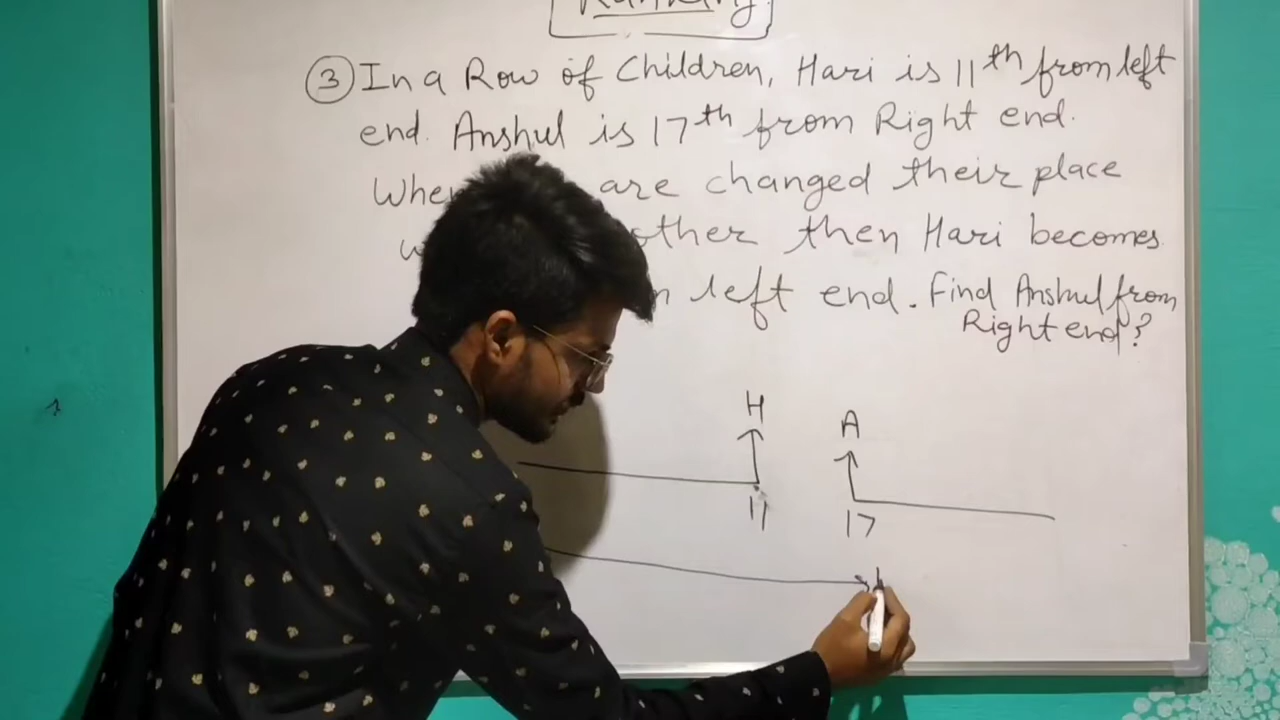 Ranking
③ In a Row of Children, Hari is 11th from left
end. Anshul is 17th from Right end.
are changed their place
other then Hari becomes
left end. Find Anshul from
Right end?
H
A
11
17